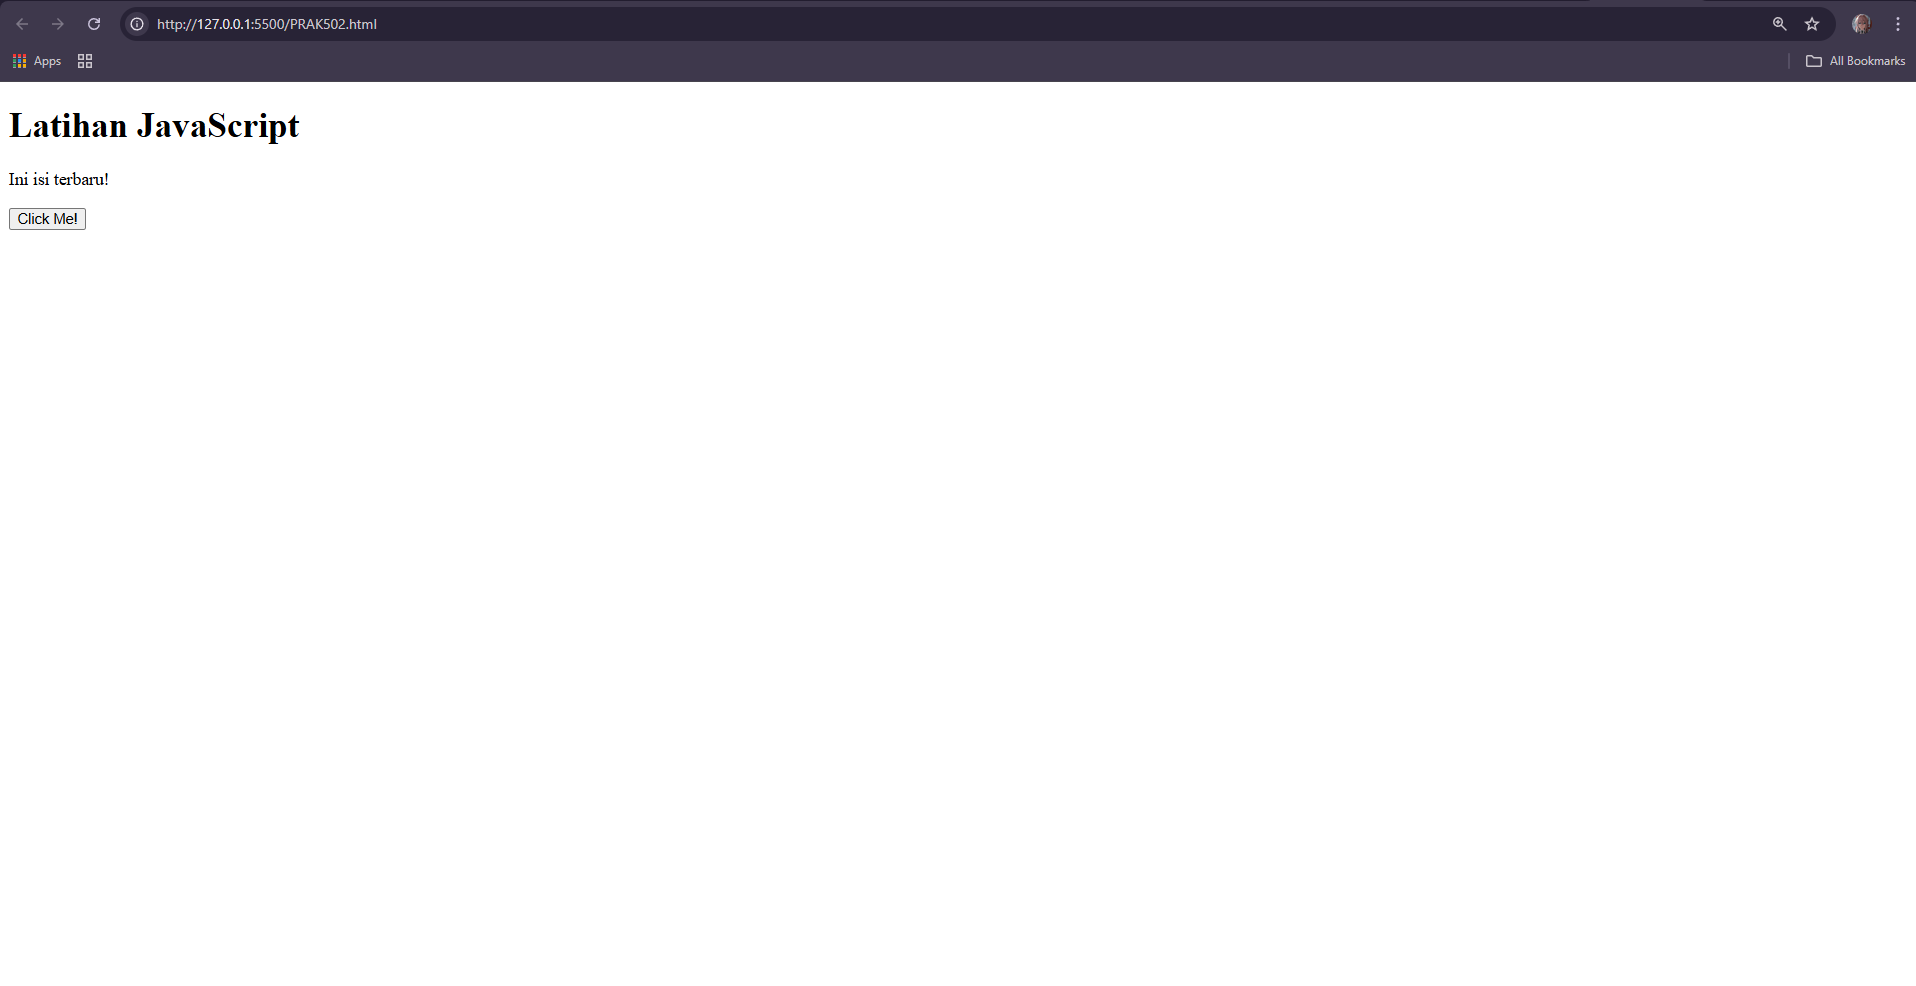 http://127.0.0.1:5500/PRAK502.html
Apps
All Bookmarks
Latihan JavaScript
Ini isi terbaru!
Click Me!